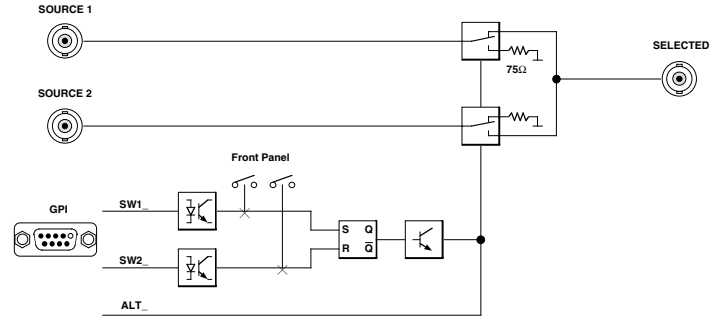 SOURCE 1
SELECTED
75Ω
SOURCE 2
Front Panel
GPI
SW1_
S Q
R Q̅
SW2_
ALT_